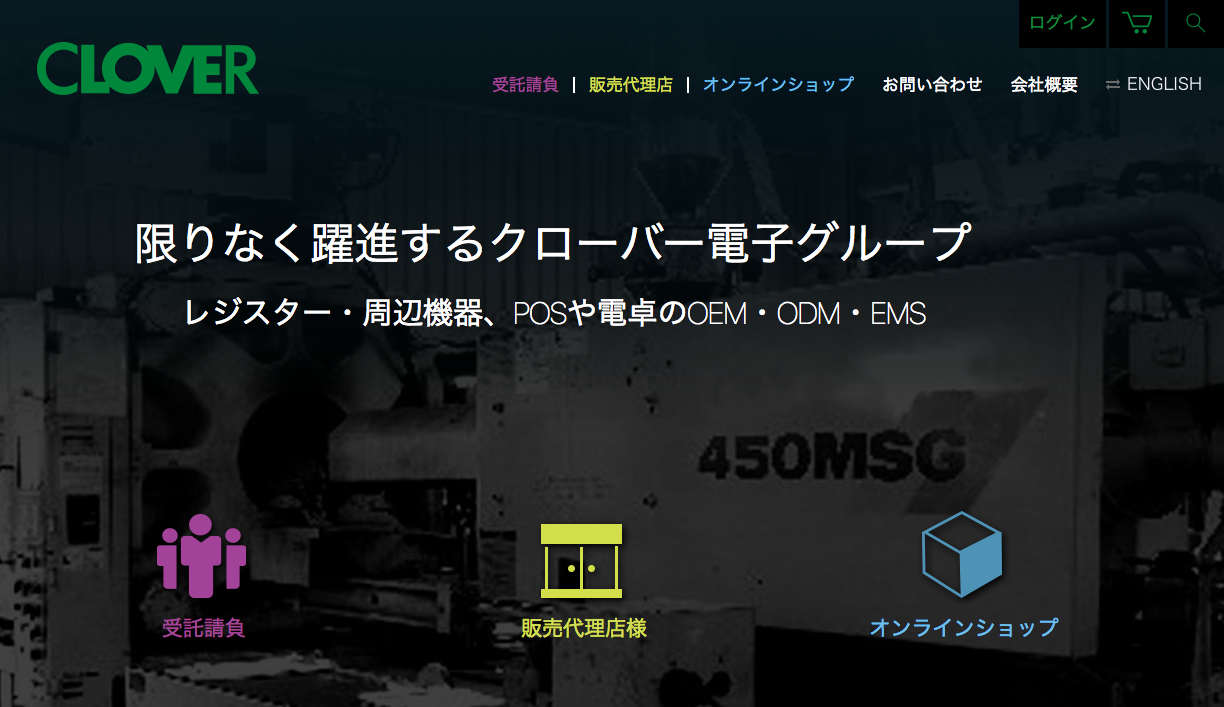 ログイン
CLOVER
受託請負 | 販売代理店 | オンラインショップ お問い合わせ 会社概要 ENGLISH
限りなく躍進するクローバー電子グループ
レジスター・周辺機器、POSや電卓のOEM・ODM・EMS
450MSG
受託請負 販売代理店様 オンラインショップ